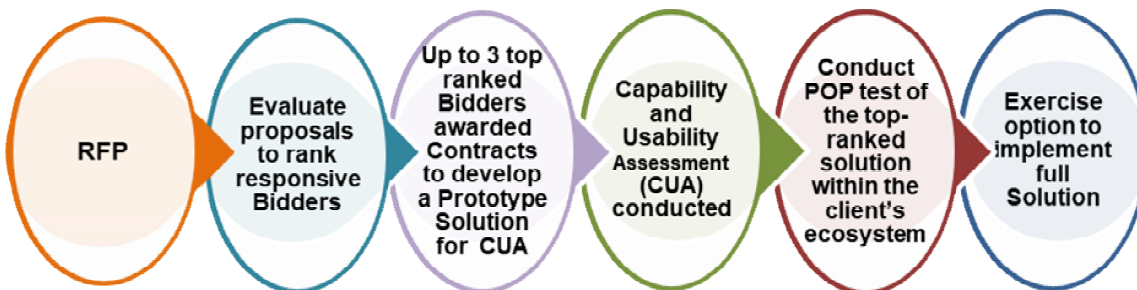 RFP
Evaluate
proposals
to rank
responsive
Bidders
Up to 3 top
ranked
Bidders
awarded
Contracts
to develop
a Prototype
Solution
for CUA
Capability
and
Usability
Assessment
(CUA)
conducted
Conduct
POP test of
the top-
ranked
solution
within the
client's
ecosystem
Exercise
option to
implement
full
Solution